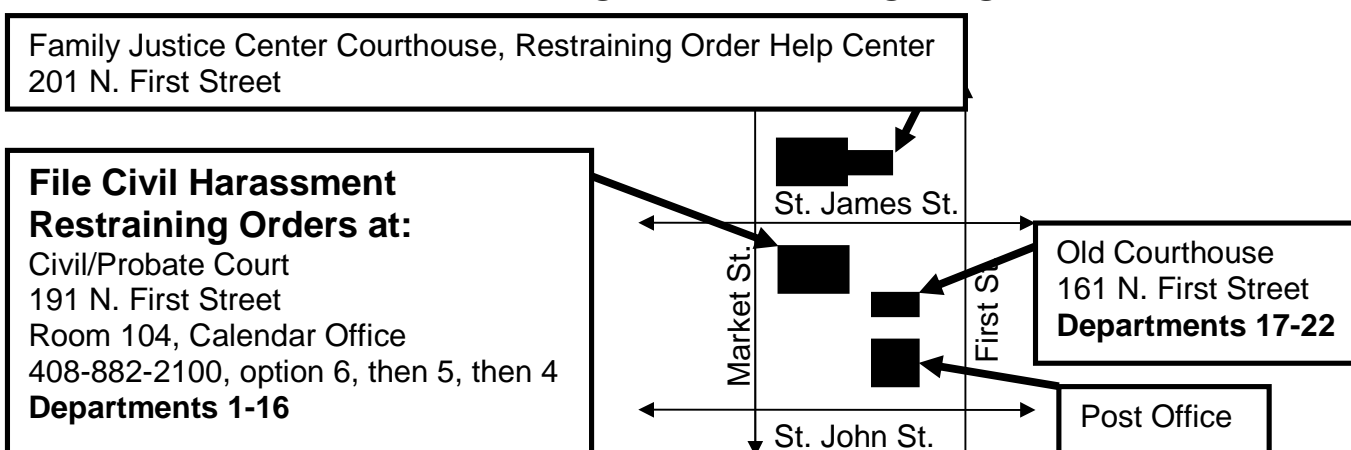 Family Justice Center Courthouse, Restraining Order Help Center
201 N. First Street
File Civil Harassment
Restraining Orders at:
Civil/Probate Court
191 N. First Street
Room 104, Calendar Office
408-882-2100, option 6, then 5, then 4
Departments 1-16
St. James St.
Market St.
First St
Old Courthouse
161 N. First Street
Departments 17-22
Post Office
St. John St.